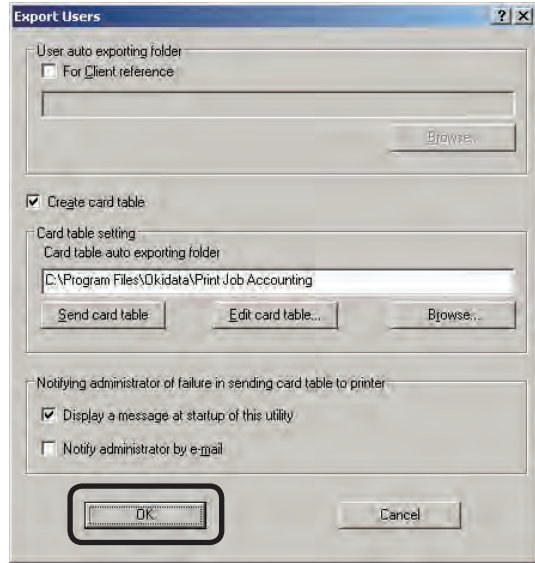 Export Users
User auto exporting folder
For Client reference
Browse...
Create card table
Card table setting
Card table auto exporting folder
C:\Program Files\Okidata\Print Job Accounting
Send card table Edit card table... Browse...
Notifying administrator of failure in sending card table to printer
Display a message at startup of this utility
Notify administrator by e-mail
OK Cancel